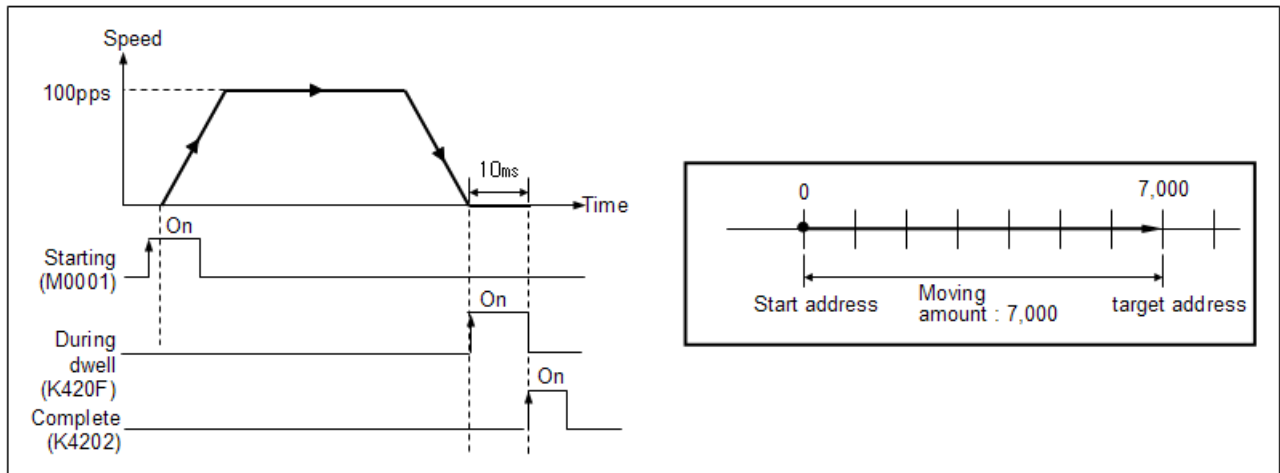 Speed
100pps
10ms
Time
On
Starting
(M0001)
On
During
dwell
(K420F)
On
Complete
(K4202)
0
7,000
Start address
Moving
amount : 7,000
target address